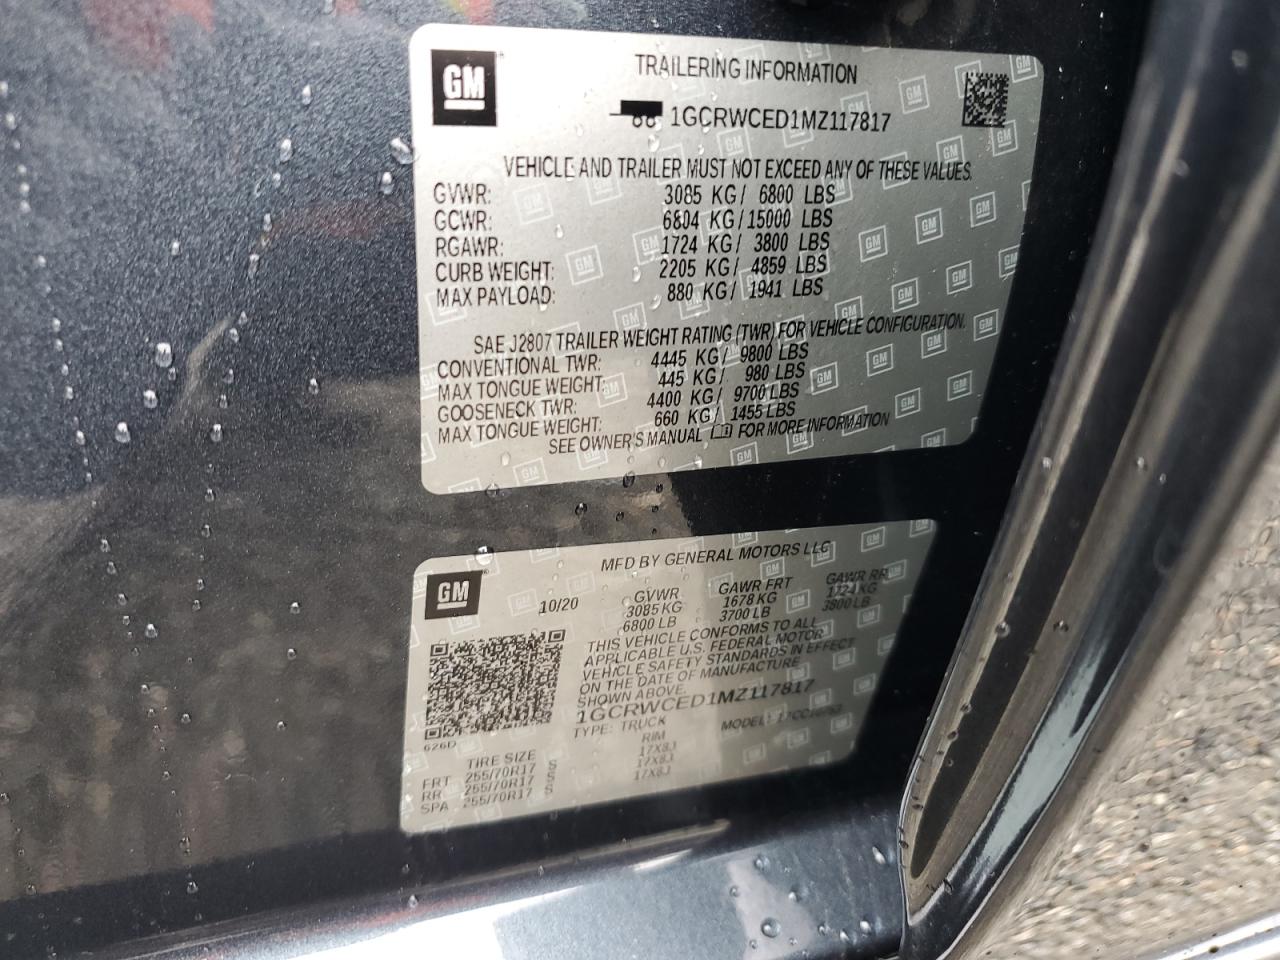 GM
TRAILERING INFORMATION
1GCRWCED1MZ117817
VEHICLE AND TRAILER MUST NOT EXCEED ANY OF THESE VALUES.
GVWR: 3085 KG/ 6800 LBS
GCWR: 6804 KG/15000 LBS
RGAWR: 1724 KG/ 3800 LBS
CURB WEIGHT: 2205 KG/ 4859 LBS
MAX PAYLOAD: 880 KG/ 1941 LBS
SAE J2807 TRAILER WEIGHT RATING (TWR) FOR VEHICLE CONFIGURATION.
CONVENTIONAL TWR: 4445 KG/ 9800 LBS
MAX TONGUE WEIGHT: 445 KG/ 980 LBS
GOOSENECK TWR: 4400 KG/ 9700 LBS
MAX TONGUE WEIGHT: 660 KG/ 1455 LBS
SEE OWNER'S MANUAL FOR MORE INFORMATION
GM
MFD BY GENERAL MOTORS LLC
10/20 GVWR GAWR FRT GAWR RR
3085 KG 1678 KG 1724 KG
6800 LB 3700 LB 3800 LB
THIS VEHICLE CONFORMS TO ALL
APPLICABLE U.S. FEDERAL MOTOR
VEHICLE SAFETY STANDARDS IN EFFECT
ON THE DATE OF MANUFACTURE
SHOWN ABOVE.
1GCRWCED1MZ117817
TYPE: TRUCK MODEL:
626D
TIRE SIZE RIM
FRT 255/70R17 S 17X8J
RR 255/70R17 S 17X8J
SPA 255/70R17 S 17X8J